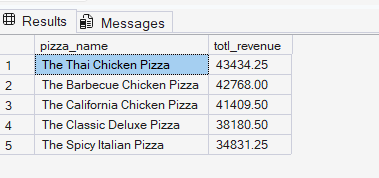 Results Messages
pizza_name totl_revenue
1 The Thai Chicken Pizza 43434.25
2 The Barbecue Chicken Pizza 42768.00
3 The California Chicken Pizza 41409.50
4 The Classic Deluxe Pizza 38180.50
5 The Spicy Italian Pizza 34831.25